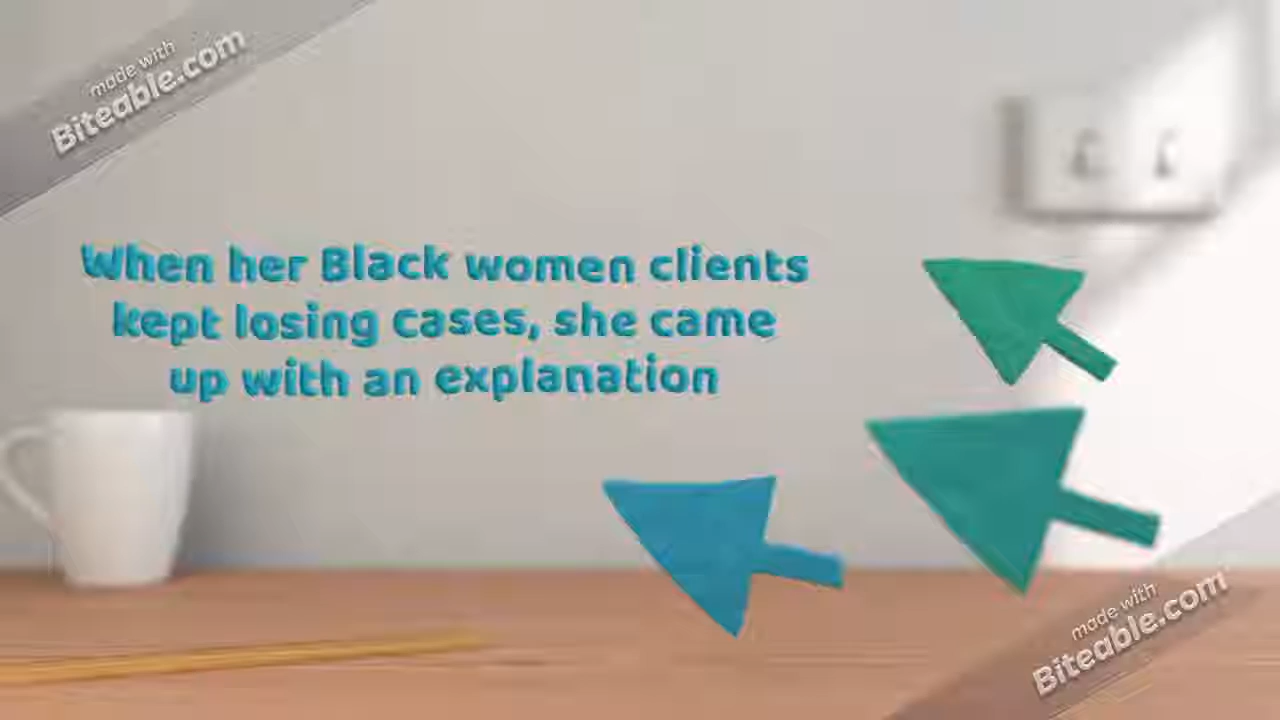 made with
Biteable.com
When her Black women clients
kept losing cases, she came
up with an explanation
made with
Biteable.com